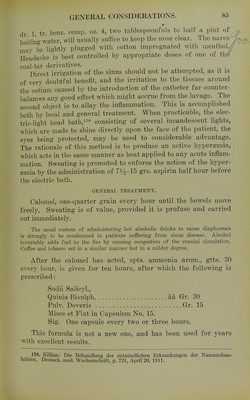 GENERAL CONSIDERATIONS. 85
dr. 1, tr. benz. comp. oz. 4, two tablespoonfuls to half a pint of
boiling water, will usually suffice to keep the nose clear. The nares
may be lightly plugged with cotton impregnated with menthol.
Headache is best controlled by appropriate doses of one of the
coal-tar derivatives.
Direct irrigation of the sinus should not be attempted, as it is
of very doubtful benefit, and the irritation to the tissues around
the ostium caused by the introduction of the catheter far counter-
balances any good effect which might accrue from the lavage. The
second object is to allay the inflammation. This is accomplished
both by local and general treatment. When practicable, the elec-
tric-light head bath, consisting of several incandescent lights,
which are made to shine directly upon the face of the patient, the
eyes being protected, may be used to considerable advantage.
The rationale of this method is to produce an active hyperæmia,
which acts in the same manner as heat applied to any acute inflam-
mation. Sweating is promoted to enforce the action of the hyper-
æmia by the administration of 7½-15 grs. aspirin half hour before
the electric bath.
GENERAL TREATMENT.
Calomel, one-quarter grain every hour until the bowels move
freely. Sweating is of value, provided it is profuse and carried
out immediately.
The usual custom of administering hot alcoholic drinks to cause diaphoresis
is strongly to be condemned in patients suffering from sinus disease. Alcohol
invariably adds fuel to the fire by causing congestion of the cranial circulation.
Coffee and tobacco act in a similar manner but in a milder degree.
After the calomel has acted, spts. ammonia arom., gtts. 30
every hour, is given for ten hours, after which the following is
prescribed:
Sodii Salicyl.,
Quinia Bisulph. . . . . . . . . . . . . . . . . . . . āā Gr. 30
Pulv. Doveris . . . . . . . . . . . . . . . . . . . . Gr. 15
Misce et Fiat in Capsulem No. 15.
Sig. One capsule every two or three hours.
This formula is not a new one, and has been used for years
with excellent results.
Killian: Die Behandlung der entzündlichen Erkrankungen der Nasenneben-
höhlen. Deutsch. med. Wochenschrift, p. 721, April 20, 1911.